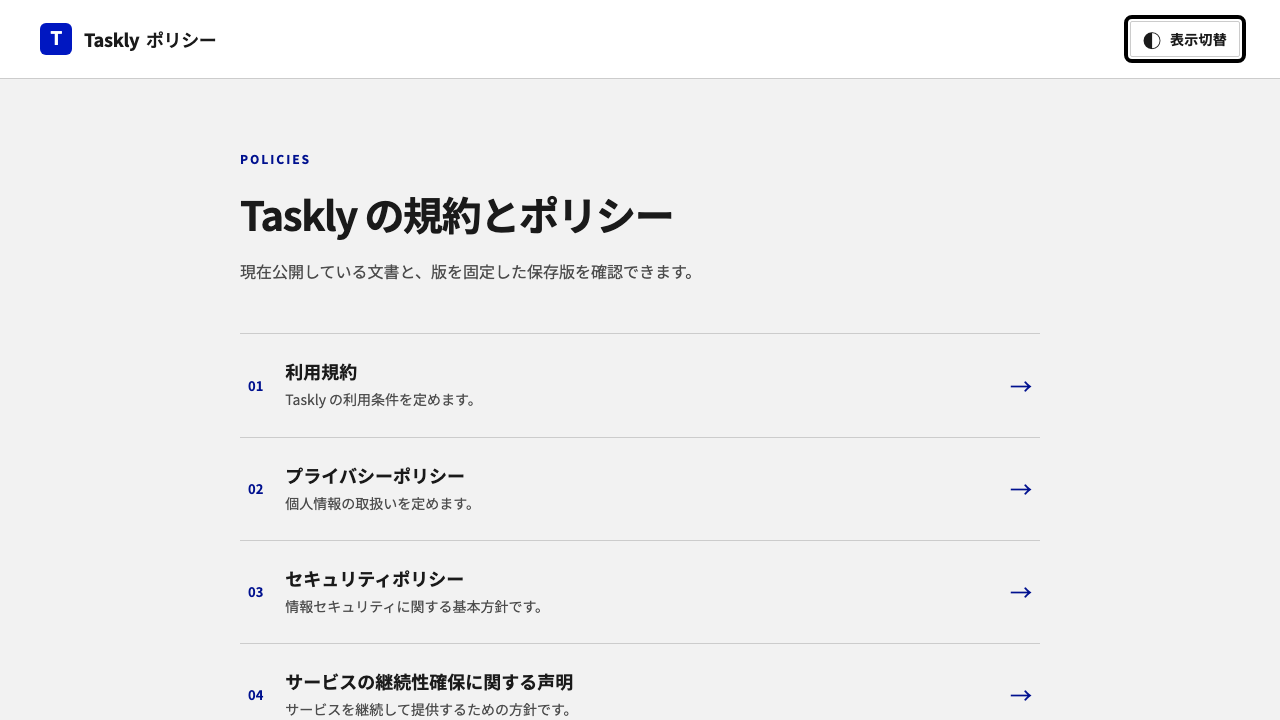 T Taskly ポリシー
表示切替
POLICIES
Taskly の規約とポリシー
現在公開している文書と、版を固定した保存版を確認できます。
01 利用規約
Taskly の利用条件を定めます。
→
02 プライバシーポリシー
個人情報の取扱いを定めます。
→
03 セキュリティポリシー
情報セキュリティに関する基本方針です。
→
04 サービスの継続性確保に関する声明
サービスを継続して提供するための方針です。
→